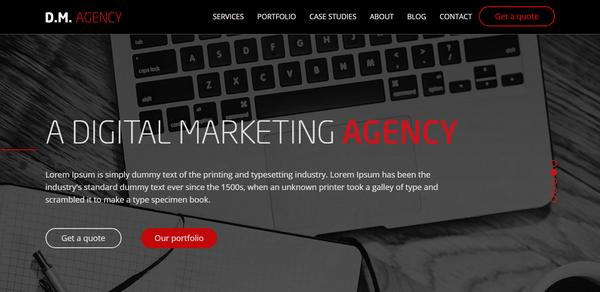 D.M. AGENCY
SERVICES PORTFOLIO CASE STUDIES ABOUT BLOG CONTACT Get a quote
A DIGITAL MARKETING AGENCY
Lorem Ipsum is simply dummy text of the printing and typesetting industry. Lorem Ipsum has been the
industry's standard dummy text ever since the 1500s, when an unknown printer took a galley of type and
scrambled it to make a type specimen book.
Get a quote Our portfolio